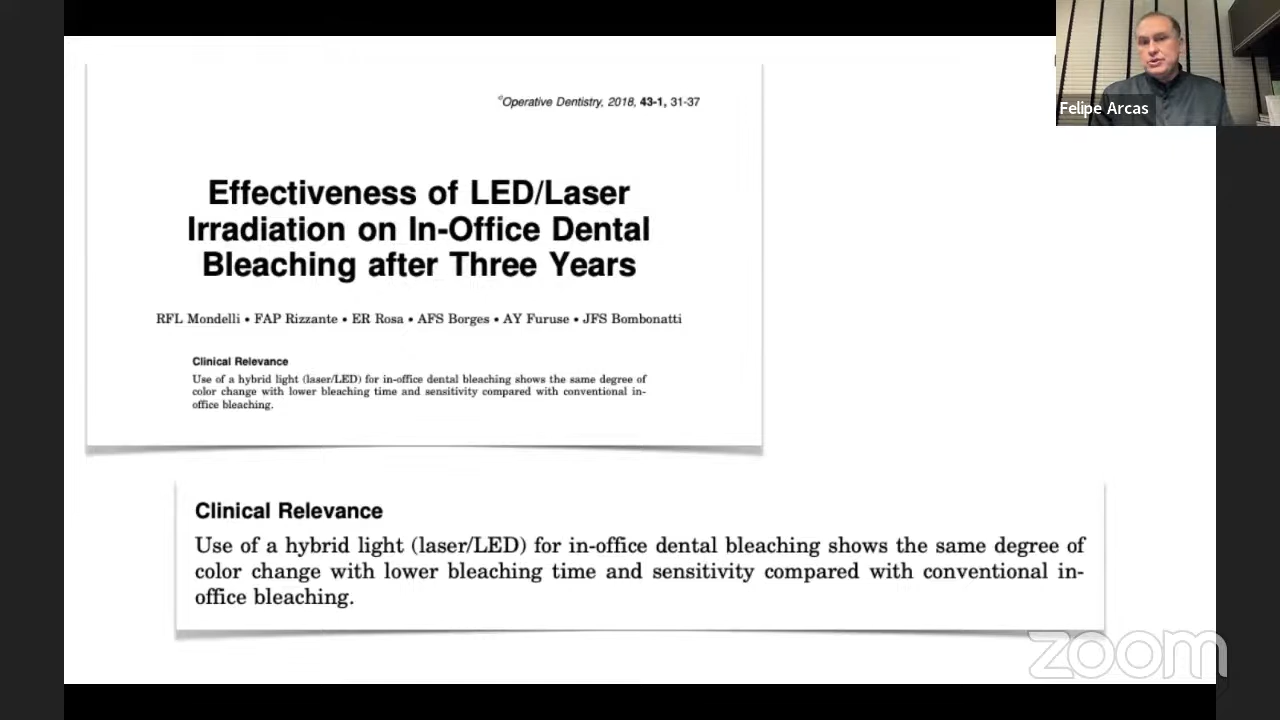 ©Operative Dentistry, 2018, 43-1, 31-37
Effectiveness of LED/Laser
Irradiation on In-Office Dental
Bleaching after Three Years
RFL Mondelli • FAP Rizzante • ER Rosa • AFS Borges • AY Furuse • JFS Bombonatti
Clinical Relevance
Use of a hybrid light (laser/LED) for in-office dental bleaching shows the same degree of
color change with lower bleaching time and sensitivity compared with conventional in-
office bleaching.
Clinical Relevance
Use of a hybrid light (laser/LED) for in-office dental bleaching shows the same degree of
color change with lower bleaching time and sensitivity compared with conventional in-
office bleaching.
Felipe Arcas
zoom